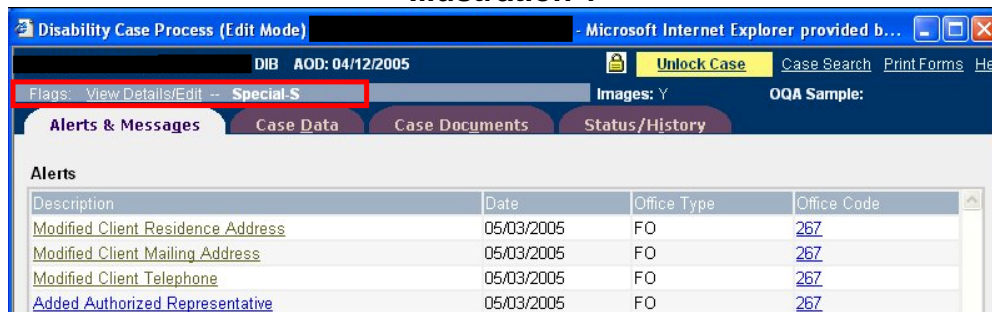 Disability Case Process (Edit Mode) - Microsoft Internet Explorer provided b...
DIB AOD: 04/12/2005 Unlock Case Case Search Print Forms He
Flags: View Details/Edit -- Special-S Images: Y OQA Sample:
Alerts & Messages Case Data Case Documents Status/History
Alerts
Description Date Office Type Office Code
Modified Client Residence Address 05/03/2005 FO 267
Modified Client Mailing Address 05/03/2005 FO 267
Modified Client Telephone 05/03/2005 FO 267
Added Authorized Representative 05/03/2005 FO 267